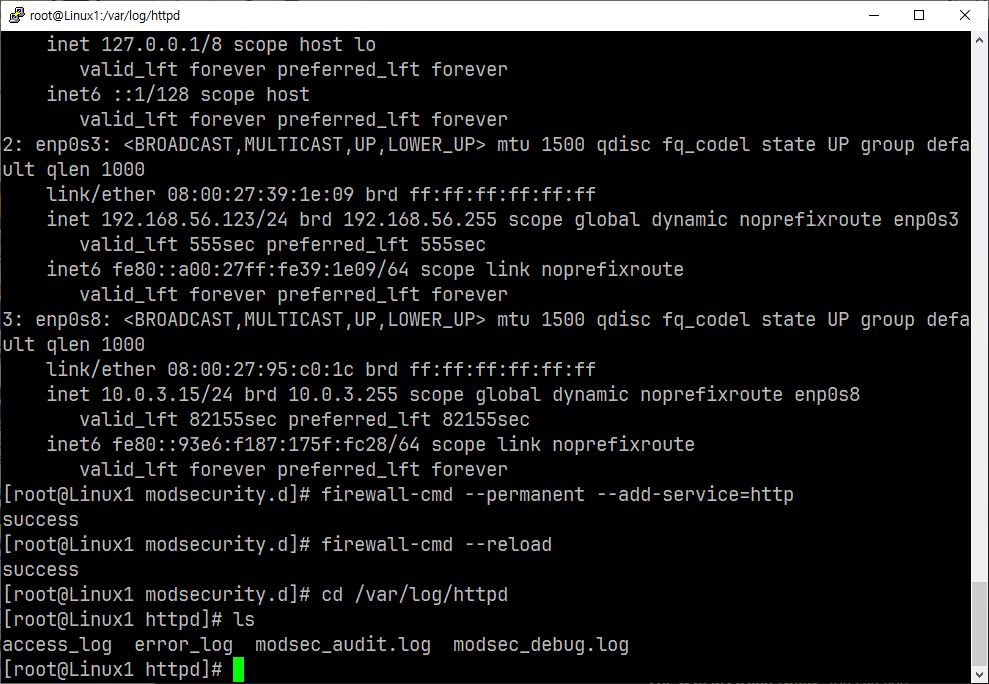 root@Linux1:/var/log/httpd
    inet 127.0.0.1/8 scope host lo
       valid_lft forever preferred_lft forever
    inet6 ::1/128 scope host
       valid_lft forever preferred_lft forever
2: enp0s3: <BROADCAST,MULTICAST,UP,LOWER_UP> mtu 1500 qdisc fq_codel state UP group defa
ult qlen 1000
    link/ether 08:00:27:39:1e:09 brd ff:ff:ff:ff:ff:ff
    inet 192.168.56.123/24 brd 192.168.56.255 scope global dynamic noprefixroute enp0s3
       valid_lft 555sec preferred_lft 555sec
    inet6 fe80::a00:27ff:fe39:1e09/64 scope link noprefixroute
       valid_lft forever preferred_lft forever
3: enp0s8: <BROADCAST,MULTICAST,UP,LOWER_UP> mtu 1500 qdisc fq_codel state UP group defa
ult qlen 1000
    link/ether 08:00:27:95:c0:1c brd ff:ff:ff:ff:ff:ff
    inet 10.0.3.15/24 brd 10.0.3.255 scope global dynamic noprefixroute enp0s8
       valid_lft 82155sec preferred_lft 82155sec
    inet6 fe80::93e6:f187:175f:fc28/64 scope link noprefixroute
       valid_lft forever preferred_lft forever
[root@Linux1 modsecurity.d]# firewall-cmd --permanent --add-service=http
success
[root@Linux1 modsecurity.d]# firewall-cmd --reload
success
[root@Linux1 modsecurity.d]# cd /var/log/httpd
[root@Linux1 httpd]# ls
access_log  error_log  modsec_audit.log  modsec_debug.log
[root@Linux1 httpd]#